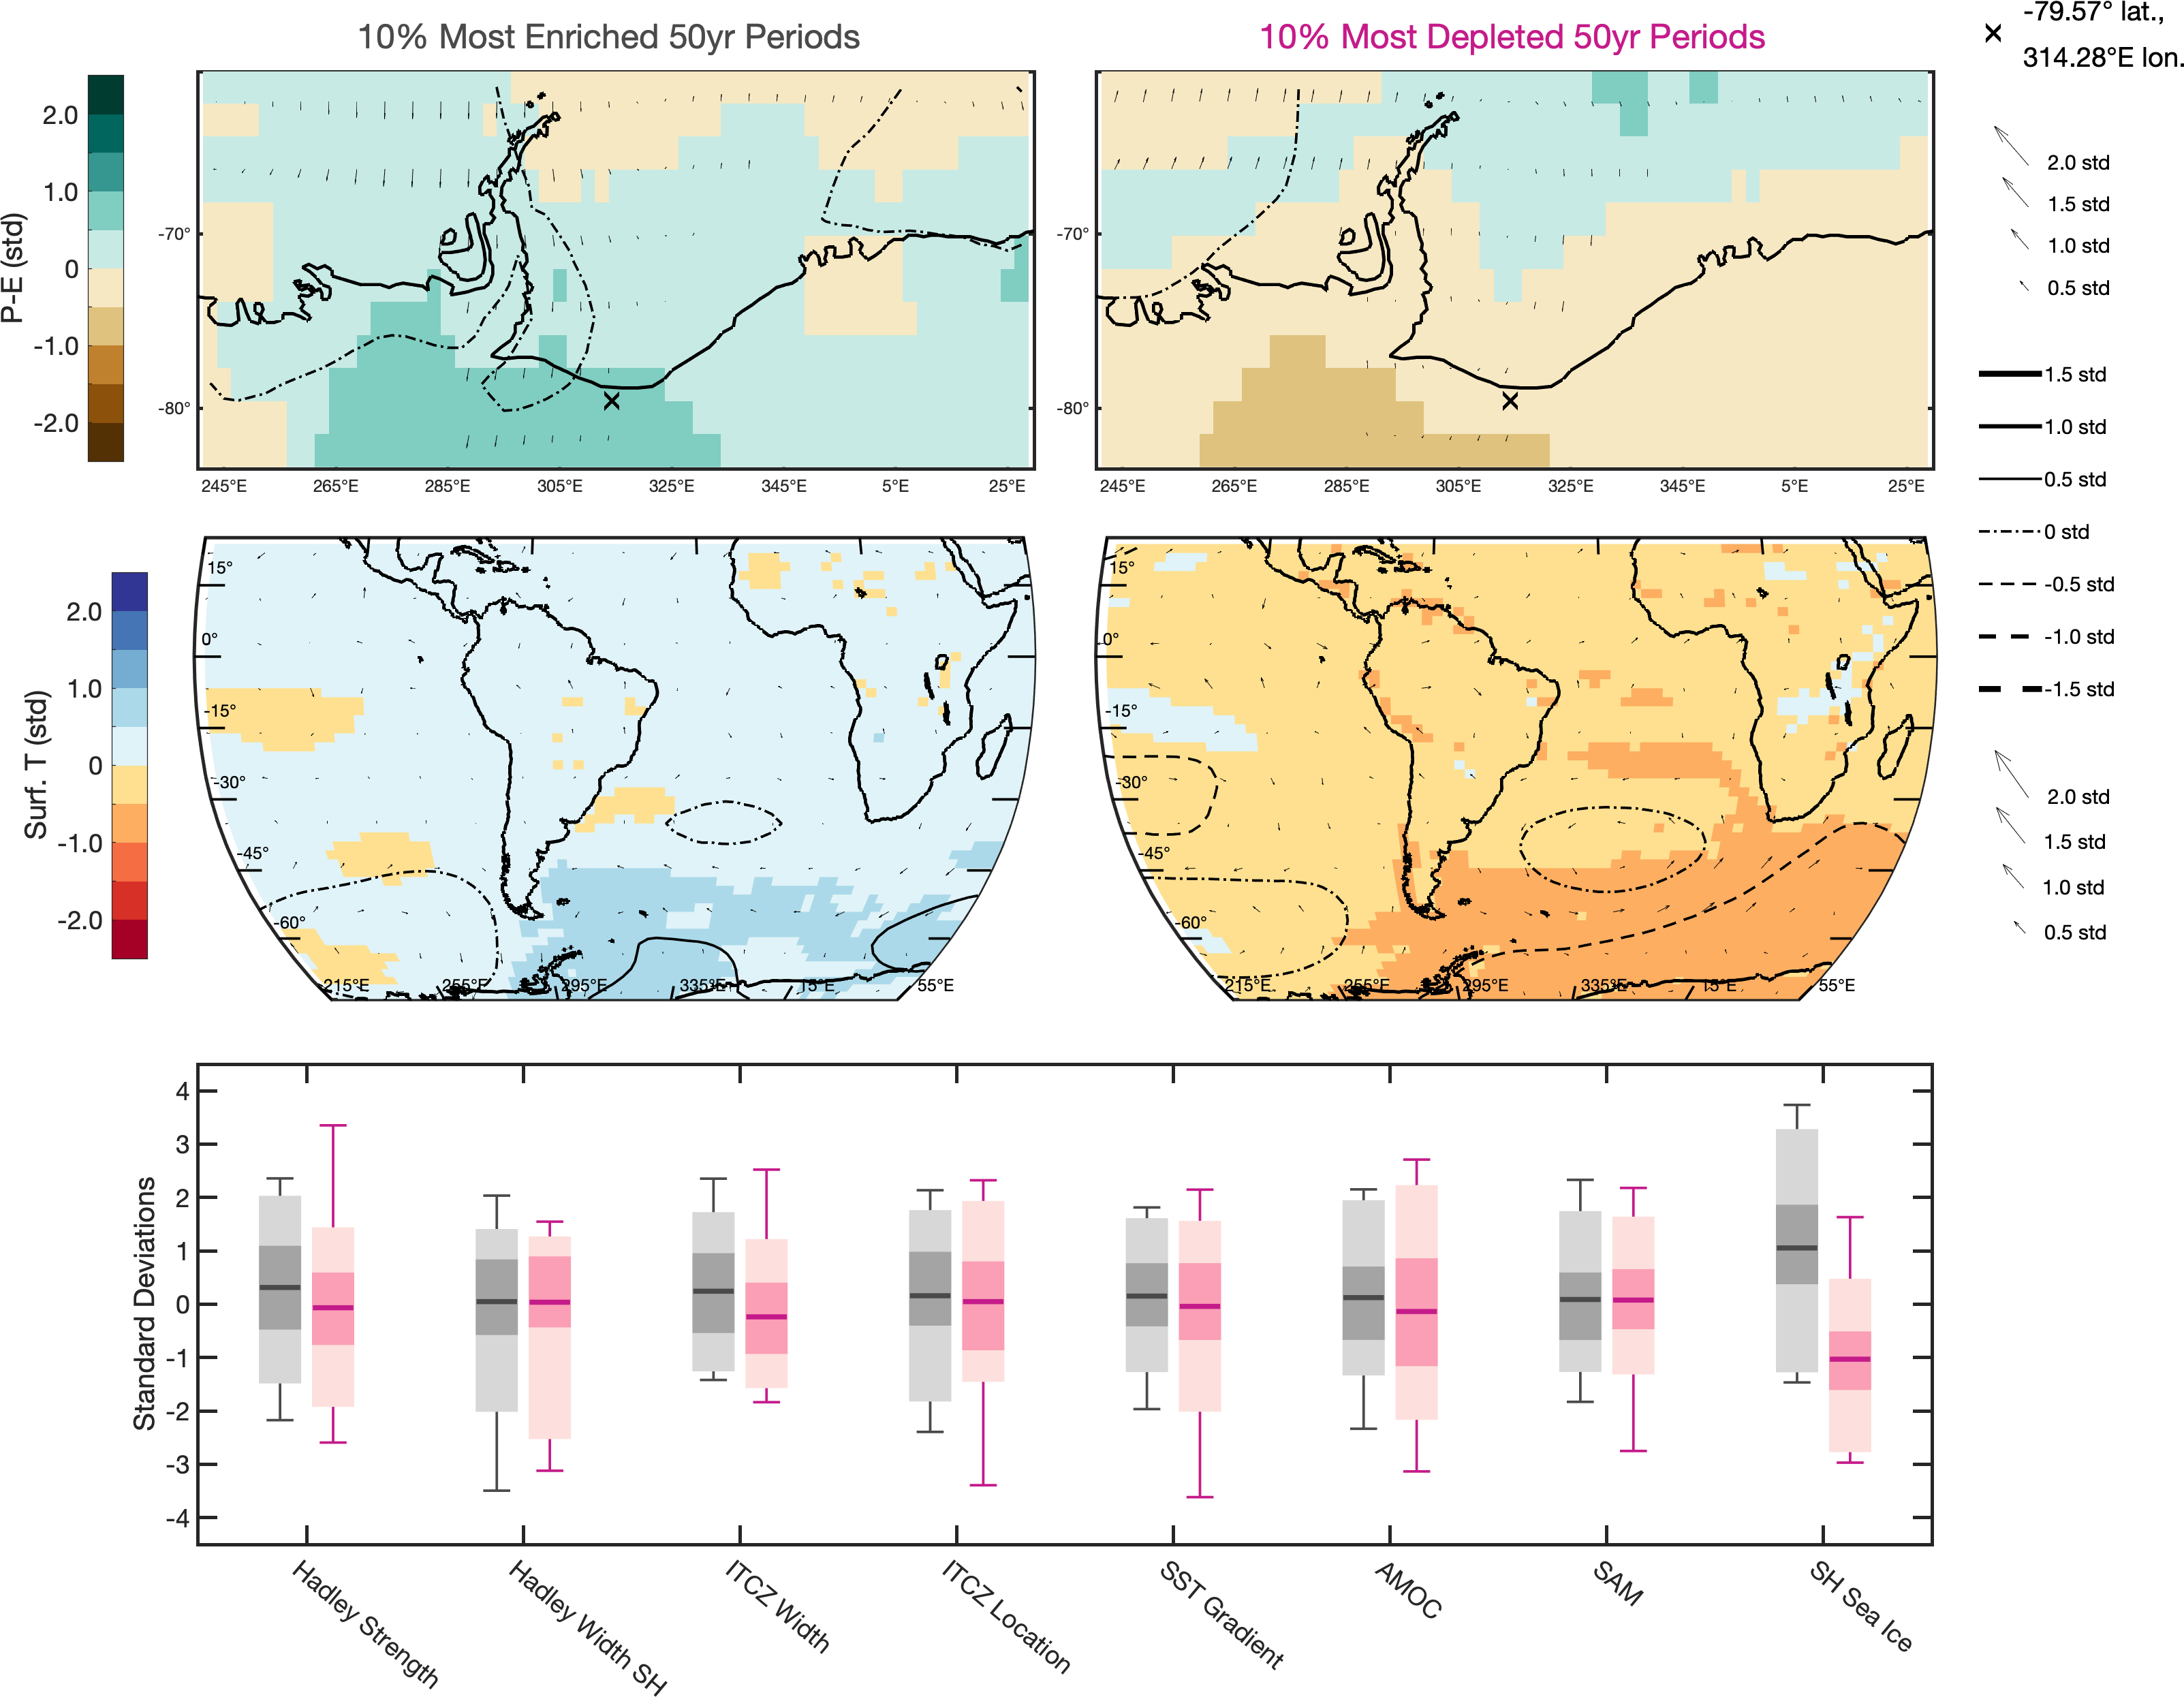 10% Most Enriched 50yr Periods
10% Most Depleted 50yr Periods
-79.57° lat.,
314.28°E lon.
P-E (std)
2.0
1.0
0
-1.0
-2.0
-70°
-80°
245°E
265°E
285°E
305°E
325°E
345°E
5°E
25°E
-70°
-80°
245°E
265°E
285°E
305°E
325°E
345°E
5°E
25°E
2.0 std
1.5 std
1.0 std
0.5 std
1.5 std
1.0 std
0.5 std
0 std
-0.5 std
-1.0 std
-1.5 std
Surf. T (std)
2.0
1.0
0
-1.0
-2.0
15°
0°
-15°
-30°
-45°
-60°
215°E
255°E
295°E
335°E
15°E
55°E
15°
0°
-15°
-30°
-45°
-60°
215°E
255°E
295°E
335°E
15°E
55°E
2.0 std
1.5 std
1.0 std
0.5 std
Standard Deviations
4
3
2
1
0
-1
-2
-3
-4
Hadley Strength
Hadley Width SH
ITCZ Width
ITCZ Location
SST Gradient
AMOC
SAM
SH Sea Ice